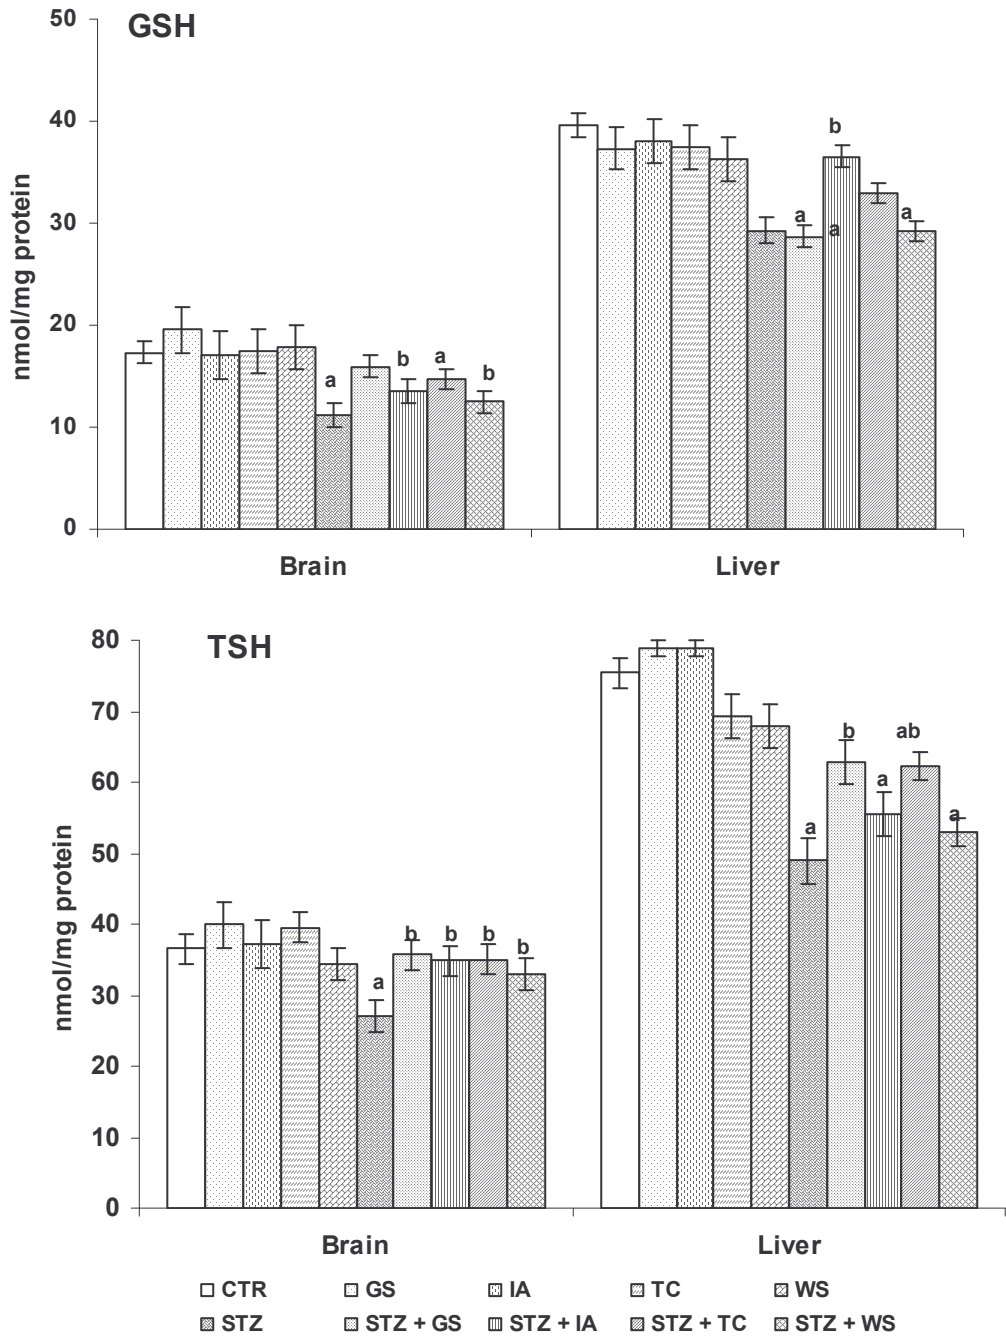 GSH
50
40
30
20
10
0
nmol/mg protein
a
b
a
b
a
b
a
a
Brain
Liver
TSH
80
70
60
50
40
30
20
10
0
nmol/mg protein
a
b
b
b
b
a
b
a
ab
a
Brain
Liver
CTR GS IA TC WS
STZ STZ + GS STZ + IA STZ + TC STZ + WS